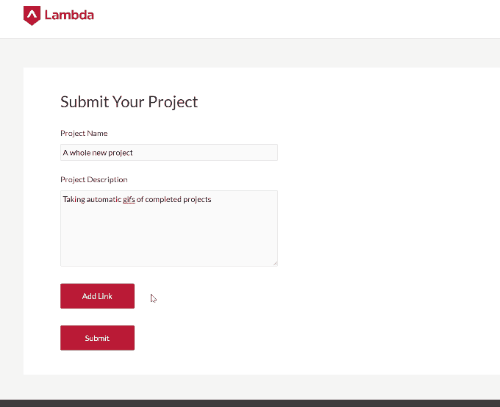 Lambda
Submit Your Project
Project Name
A whole new project
Project Description
Taking automatic gifs of completed projects
Add Link
Submit